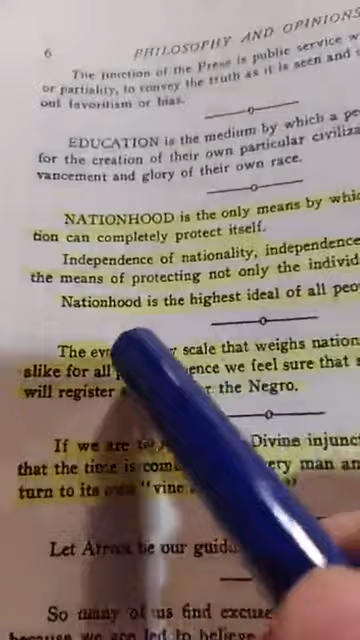 6 PHILOSOPHY AND OPINIONS
The function of the Press is public service w
or partiality, to convey the truth as it is seen and
out favoritism or bias.
EDUCATION is the medium by which a pe
for the creation of their own particular civiliza
vancement and glory of their own race.
NATIONHOOD is the only means by whic
tion can completely protect itself.
Independence of nationality, independence
the means of protecting not only the individ
Nationhood is the highest ideal of all peo
The scale that weighs nation
alike for all we feel sure that s
will register the Negro.
If we are to Divine injunct
that the time is man an
turn to its own "vine
Let be our guid
So many of us find excuse
because we are led to believe